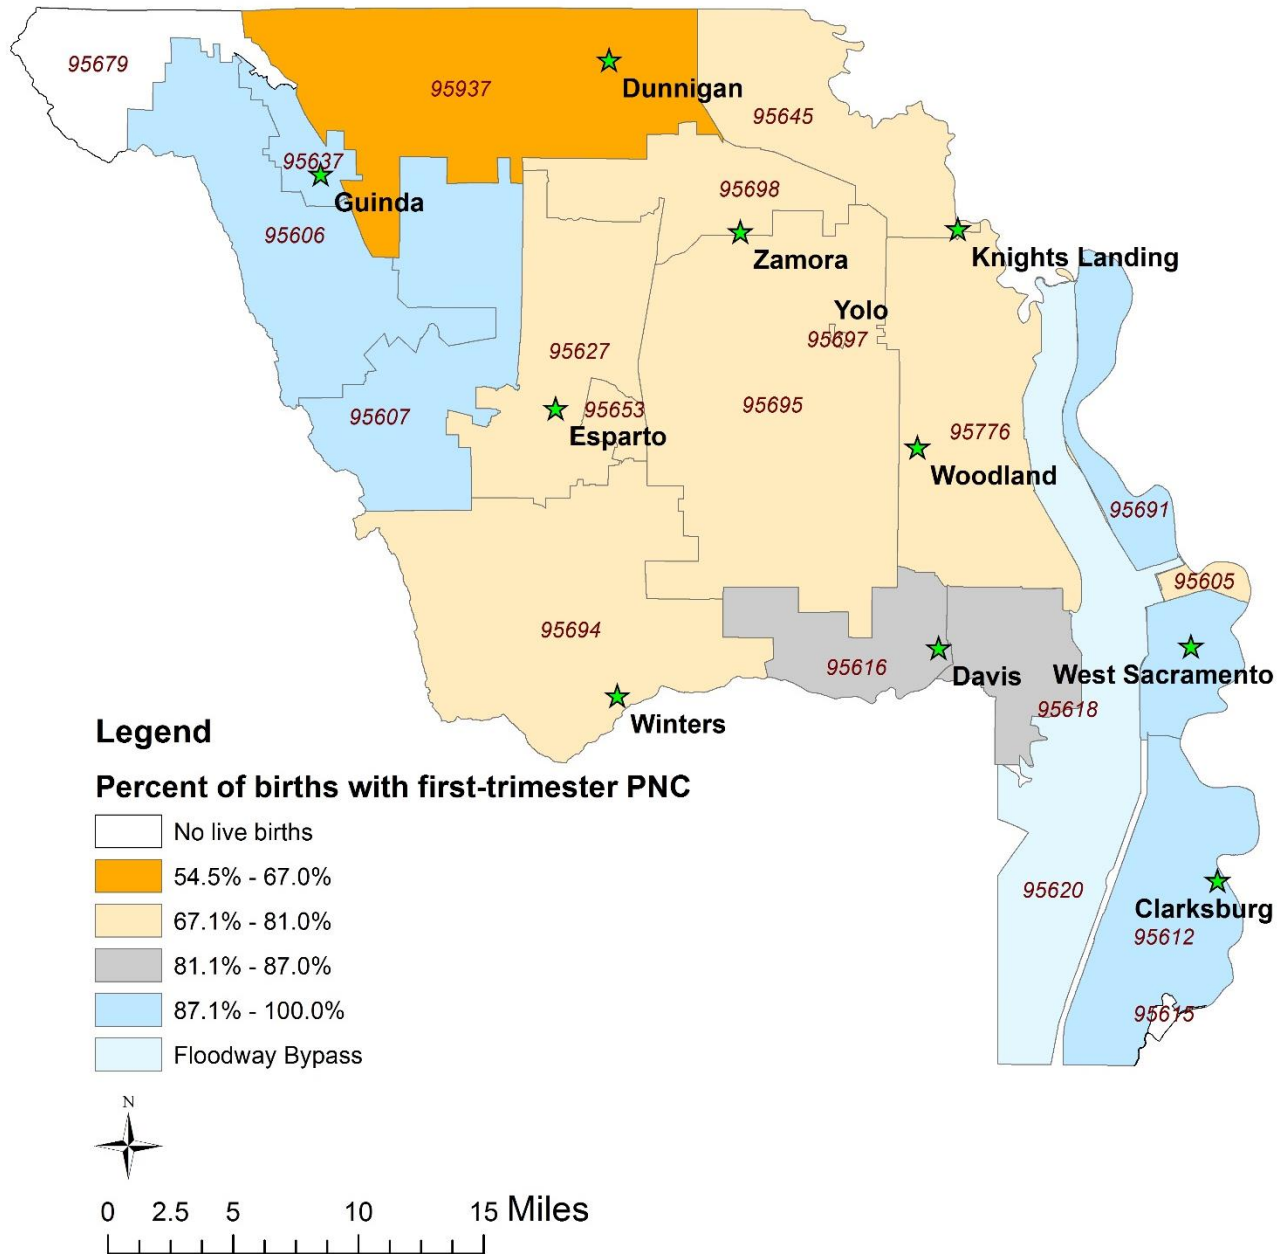 95679
95937
Dunnigan
95645
95637
Guinda
95698
95606
Zamora
Knights Landing
Yolo
95697
95627
95607
95653
95695
Esparto
95776
Woodland
95691
95605
95694
95616
Davis
West Sacramento
95618
Winters
95620
Clarksburg
95612
95615
Legend
Percent of births with first-trimester PNC
No live births
54.5% - 67.0%
67.1% - 81.0%
81.1% - 87.0%
87.1% - 100.0%
Floodway Bypass
N
0 2.5 5 10 15 Miles